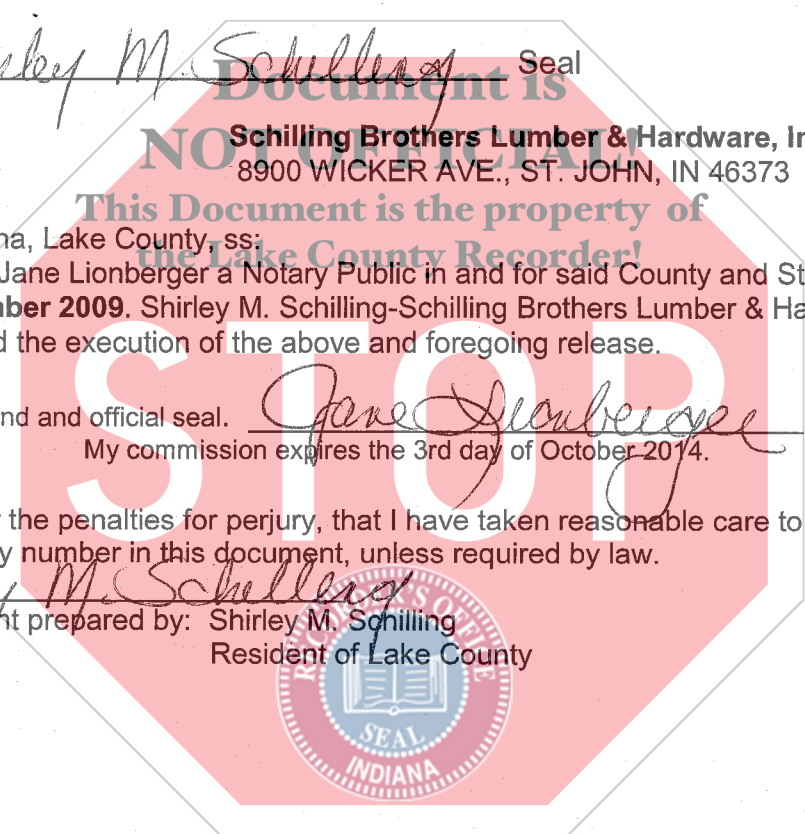 rley M. Schilling Seal
Document is
NOT OFFICIAL!
Schilling Brothers Lumber & Hardware, In
8900 WICKER AVE., ST. JOHN, IN 46373
This Document is the property of
the Lake County Recorder!
na, Lake County, ss:
Jane Lionberger a Notary Public in and for said County and St
ber 2009. Shirley M. Schilling-Schilling Brothers Lumber & Ha
d the execution of the above and foregoing release.
STOP
nd and official seal. Jane Lionberger
My commission expires the 3rd day of October 2014.
the penalties for perjury, that I have taken reasonable care to
y number in this document, unless required by law.
y M. Schilling
nt prepared by: Shirley M. Schilling
Resident of Lake County
RECORDER'S OFFICE
SEAL
INDIANA